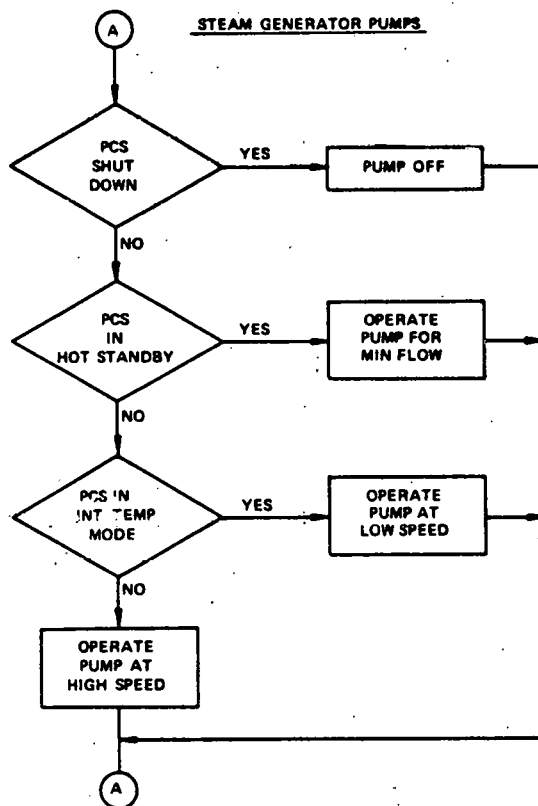 A
STEAM GENERATOR PUMPS
PCS
SHUT
DOWN
YES
PUMP OFF
NO
PCS
IN
HOT STANDBY
YES
OPERATE
PUMP FOR
MIN FLOW
NO
PCS IN
INT TEMP
MODE
YES
OPERATE
PUMP AT
LOW SPEED
NO
OPERATE
PUMP AT
HIGH SPEED
A